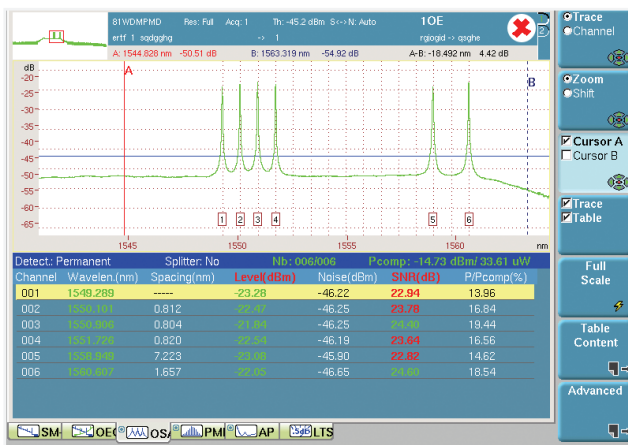 81WDMPMD Res: Full Acq: 1 Th: -45.2 dBm S<->N: Auto 1OE
ertf 1 sqdgghg -> 1 rgjogid -> qsghe
2
A: 1544.828 nm -50.51 dB B: 1563.319 nm -54.92 dB A-B: -18.492 nm 4.42 dB
dB
A
B
-20
-25
-30
-35
-40
-45
-50
-55
-60
-65
1 2 3 4 5 6
1545 1550 1555 1560 nm
Detect.: Permanent Splitter: No Nb: 006/006 Pcomp: -14.73 dBm/ 33.61 uW
Channel Wavelen.(nm) Spacing(nm) Level(dBm) Noise(dBm) SNR(dB) P/Pcomp(%)
001 1549.289 ----- -23.28 -46.22 22.94 13.96
002 1550.101 0.812 -22.47 -46.25 23.78 16.84
003 1550.906 0.804 -21.84 -46.25 24.40 19.44
004 1551.726 0.820 -22.54 -46.19 23.64 16.56
005 1558.949 7.223 -23.08 -45.90 22.82 14.62
006 1560.607 1.657 -22.05 -46.65 24.60 18.54
SM- OEO OSA PMI AP LTS
Trace
Channel
Zoom
Shift
Cursor A
Cursor B
Trace
Table
Full
Scale
Table
Content
Advanced